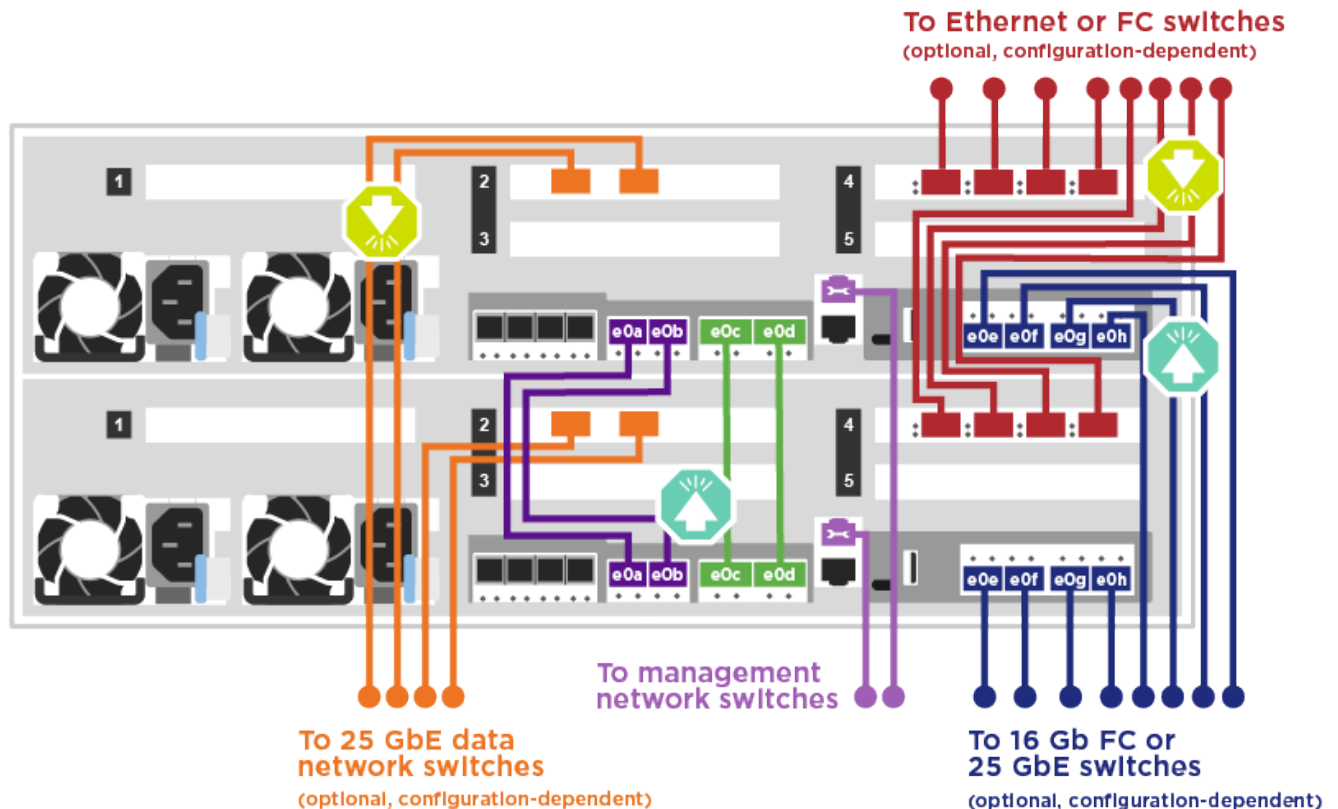 To Ethernet or FC switches
(optional, configuration-dependent)
1
2
4
3
5
e0a e0b e0c e0d
e0e e0f e0g e0h
1
2
4
3
5
e0a e0b e0c e0d
e0e e0f e0g e0h
To management
network switches
To 25 GbE data
network switches
(optional, configuration-dependent)
To 16 Gb FC or
25 GbE switches
(optional, configuration-dependent)